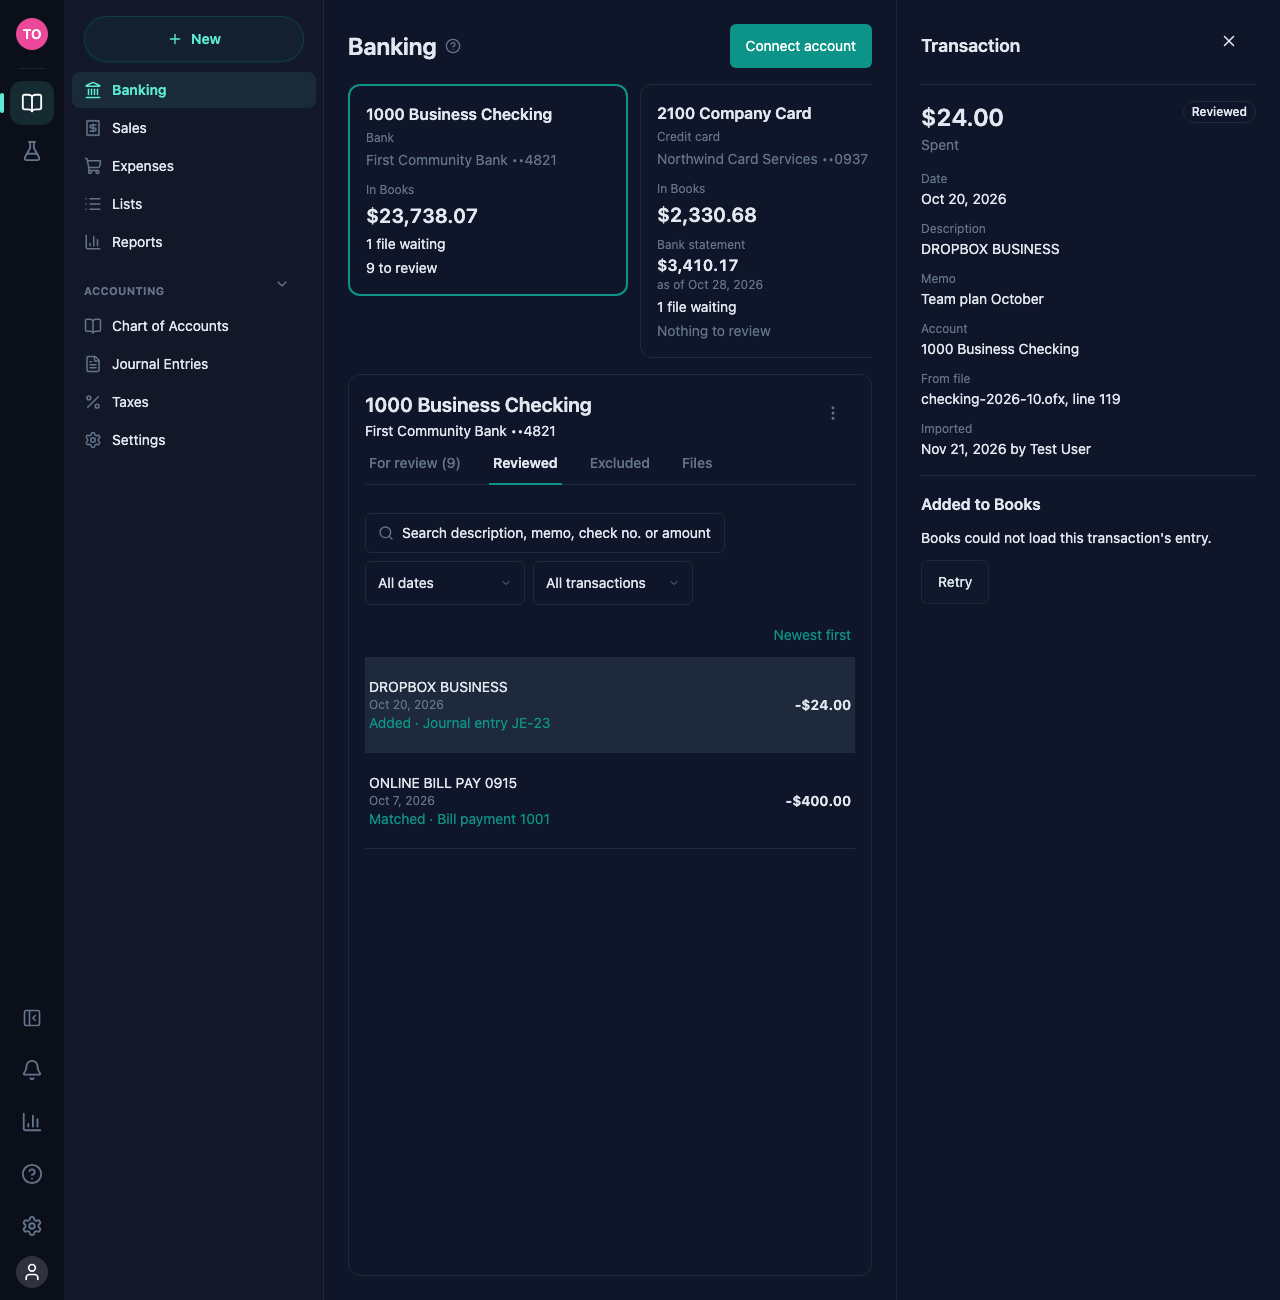 TO
New
Banking
Sales
Expenses
Lists
Reports
ACCOUNTING
Chart of Accounts
Journal Entries
Taxes
Settings
Banking
Connect account
1000 Business Checking
Bank
First Community Bank ••4821
In Books
$23,738.07
1 file waiting
9 to review
2100 Company Card
Credit card
Northwind Card Services ••0937
In Books
$2,330.68
Bank statement
$3,410.17
as of Oct 28, 2026
1 file waiting
Nothing to review
1000 Business Checking
First Community Bank ••4821
For review (9)
Reviewed
Excluded
Files
Search description, memo, check no. or amount
All dates
All transactions
Newest first
DROPBOX BUSINESS
Oct 20, 2026
Added · Journal entry JE-23
-$24.00
ONLINE BILL PAY 0915
Oct 7, 2026
Matched · Bill payment 1001
-$400.00
Transaction
$24.00
Reviewed
Spent
Date
Oct 20, 2026
Description
DROPBOX BUSINESS
Memo
Team plan October
Account
1000 Business Checking
From file
checking-2026-10.ofx, line 119
Imported
Nov 21, 2026 by Test User
Added to Books
Books could not load this transaction's entry.
Retry